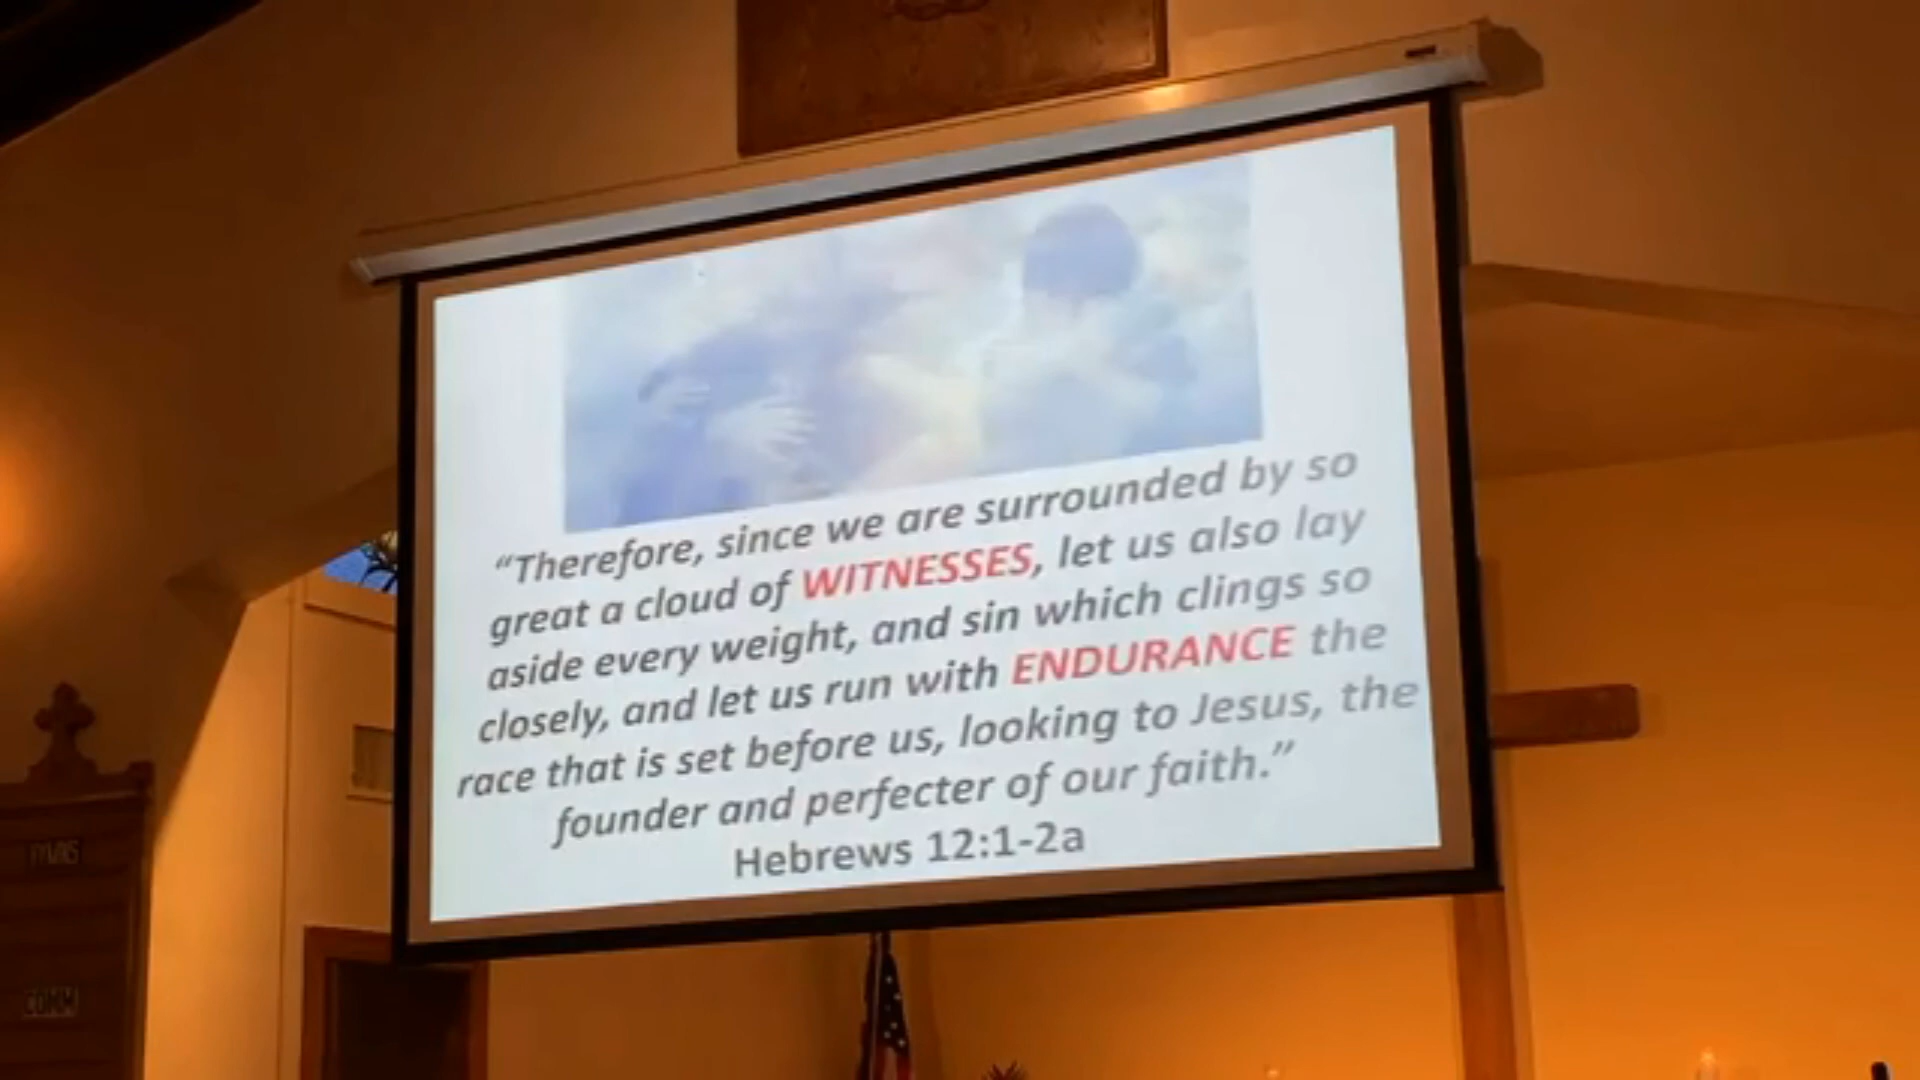 “Therefore, since we are surrounded by so
great a cloud of WITNESSES, let us also lay
aside every weight, and sin which clings so
closely, and let us run with ENDURANCE the
race that is set before us, looking to Jesus, the
founder and perfecter of our faith.”
Hebrews 12:1-2a
COMM